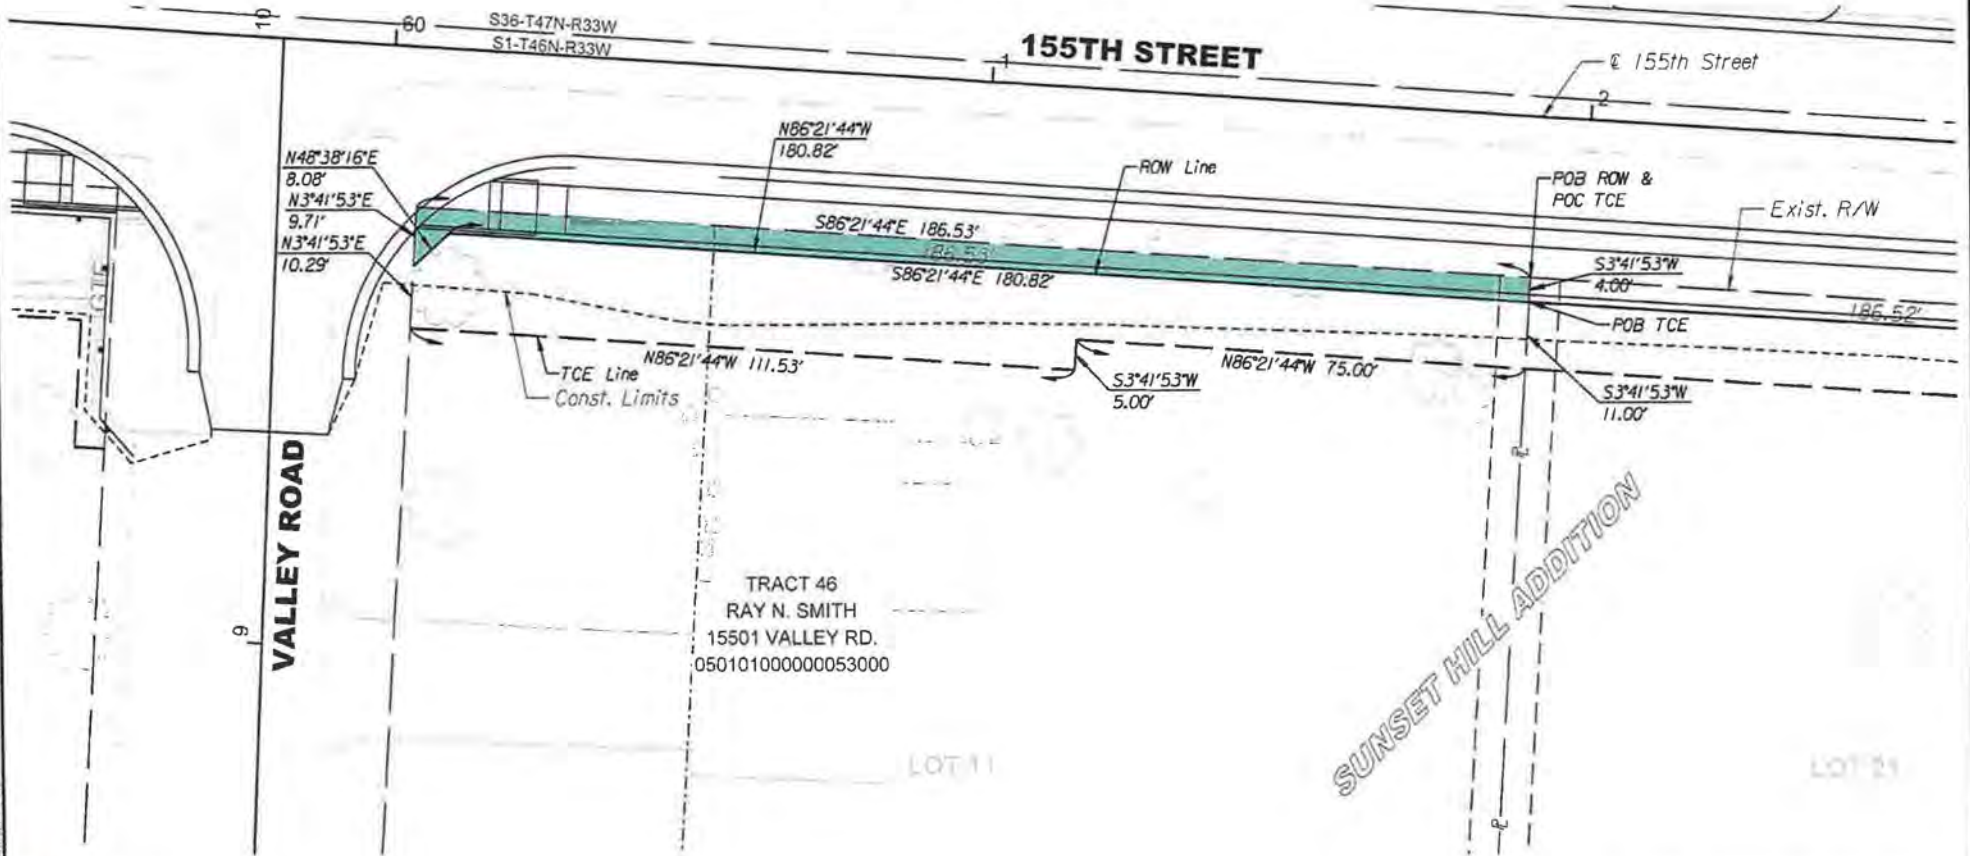 10
60
S36-T47N-R33W
S1-T46N-R33W
1
155TH STREET
℄ 155th Street
2
N86°21'44"W
180.82'
N48°38'16"E
8.08'
N3°41'53"E
9.71'
N3°41'53"E
10.29'
ROW Line
POB ROW &
POC TCE
Exist. R/W
S86°21'44"E 186.53'
186.53'
S86°21'44"E 180.82'
S3°41'53"W
4.00'
186.52'
POB TCE
GTE
N86°21'44"W 111.53'
N86°21'44"W 75.00'
TCE Line
Const. Limits
S3°41'53"W
5.00'
S3°41'53"W
11.00'
VALLEY ROAD
9
TRACT 46
RAY N. SMITH
15501 VALLEY RD.
050101000000053000
SUNSET HILL ADDITION
LOT 11
LOT 21
PL
PL